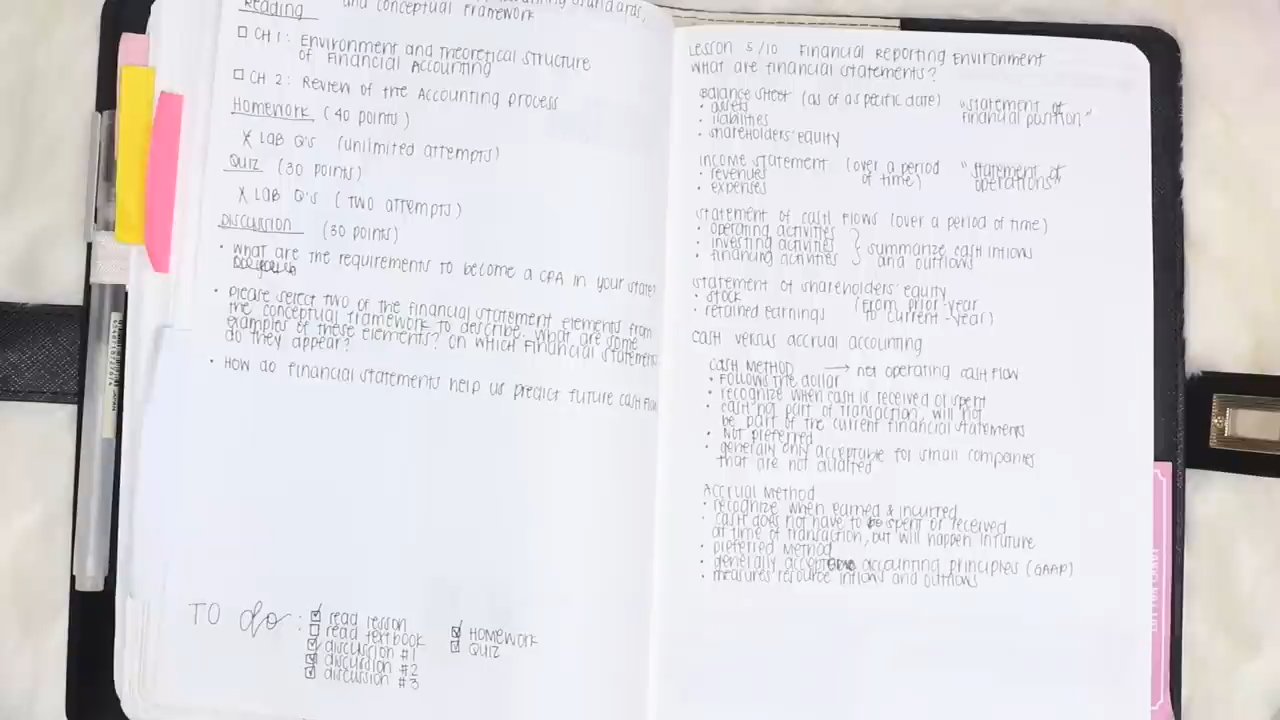 Reading
and conceptual framework
☐ CH 1: Environment and theoretical structure
of financial Accounting
☐ CH 2: Review of the Accounting process
Homework (40 points)
X LAB Q's (unlimited attempts)
Quiz (30 points)
X LAB Q's (two attempts)
Discussion (30 points)
• what are the requirements to become a CPA in your state?
• please select two of the financial statement elements from
the conceptual framework to describe. what are some
examples of these elements? on which financial statements
do they appear?
• How do financial statements help us predict future cash
TO do:
☑ read lesson
☐ read textbook
☑ discussion #1
☑ discussion #2
☑ discussion #3
☑ Homework
☑ Quiz
Lesson 5/10 Financial Reporting Environment
what are financial statements?
Balance sheet (as of a specific date) "statement of
• assets
financial position"
• liabilities
• shareholders' equity
Income statement (over a period "statement of
• revenues
of time) operations"
• expenses
statement of cash flows (over a period of time)
• operating activities
• investing activities } summarize cash inflows
• financing activities and outflows
statement of shareholders' equity
• stock (from prior-year
• retained earnings to current-year)
cash versus accrual accounting
cash method → net operating cash flow
• Follows the dollar
• recognize when cash is received or spent
• earning part of a transaction will not
be part of the current financial statements
• Not preferred
• generally only acceptable for small companies
that are not audited
Accrual Method
• recognize when earned & incurred
• cash does not have to be spent or received
at time of transaction, but will happen in future
• preferred method
• generally accounting principles (GAAP)
• measures resource inflows and outflows
JAPAN